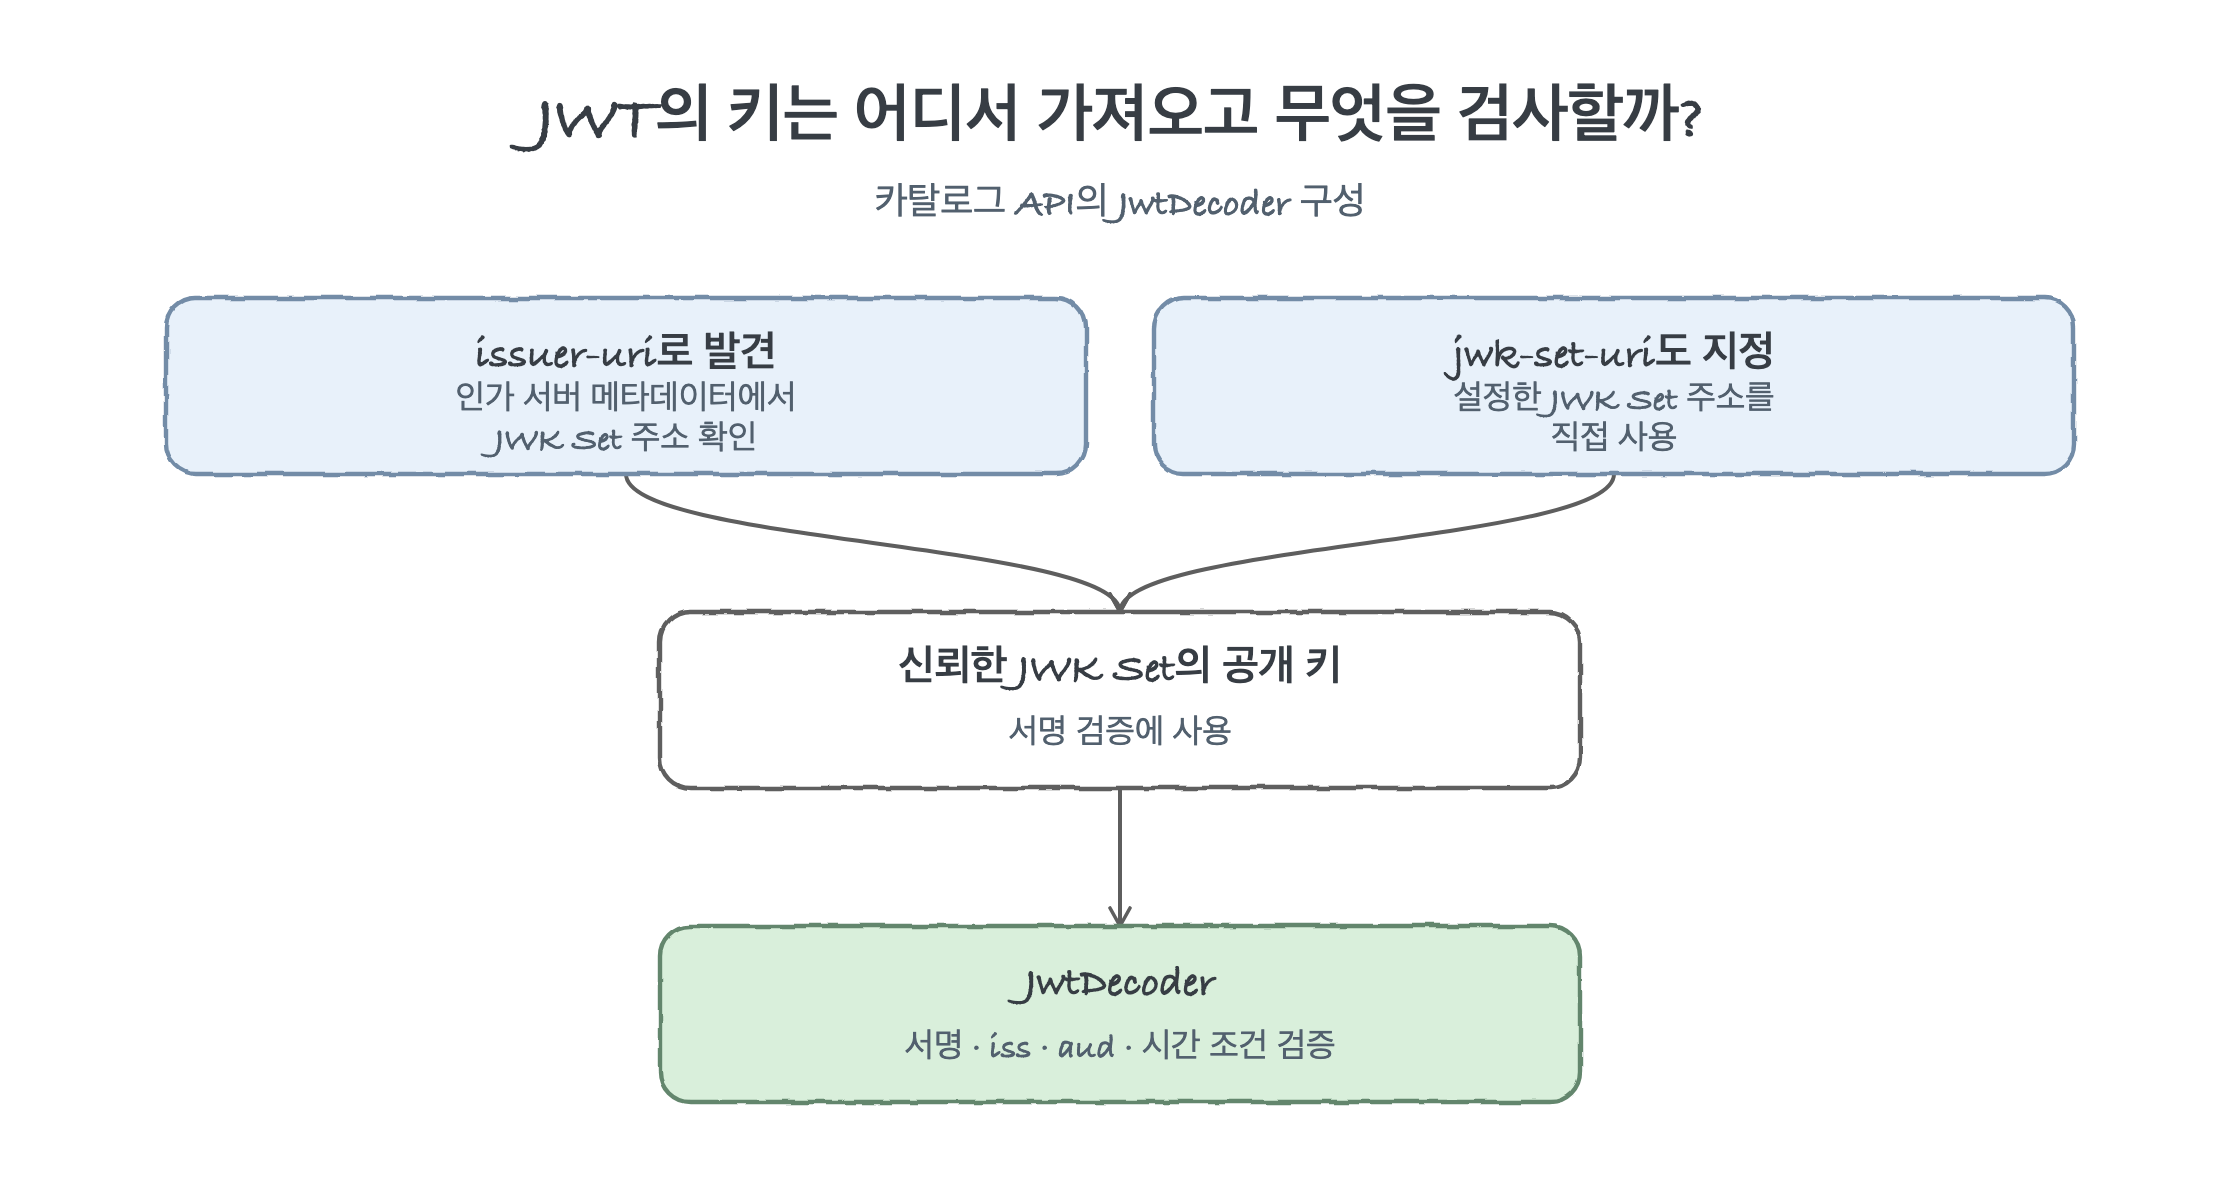 JWT의 키는 어디서 가져오고 무엇을 검사할까?
카탈로그 API의 JwtDecoder 구성
issuer-uri로 발견
인가 서버 메타데이터에서
JWK Set 주소 확인
jwk-set-uri도 지정
설정한 JWK Set 주소를
직접 사용
신뢰한 JWK Set의 공개 키
서명 검증에 사용
JwtDecoder
서명 · iss · aud · 시간 조건 검증